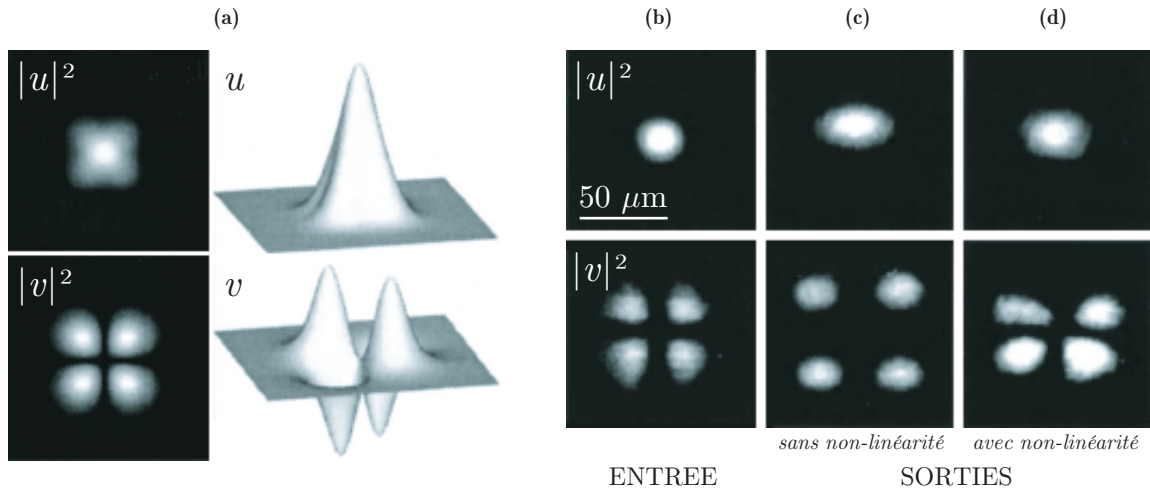 (a) (b) (c) (d)
|u|² u |u|²
50 μm
|v|² v |v|²
sans non-linéarité avec non-linéarité
ENTREE SORTIES